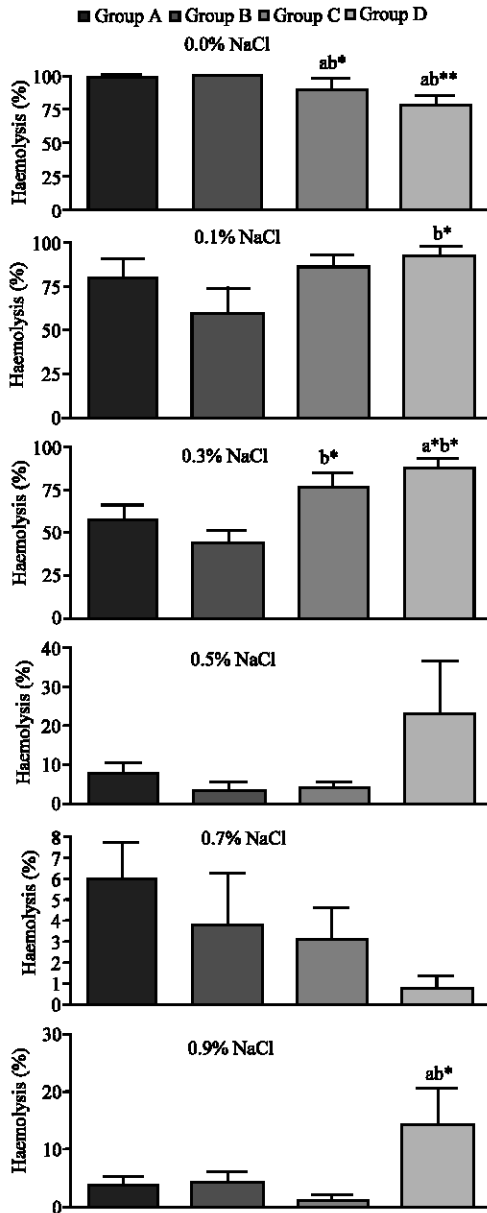 Group A Group B Group C Group D
0.0% NaCl
Haemolysis (%)
100
75
50
25
0
ab*
ab**
0.1% NaCl
Haemolysis (%)
100
75
50
25
0
b*
0.3% NaCl
Haemolysis (%)
100
75
50
25
0
b*
a*b*
0.5% NaCl
Haemolysis (%)
40
30
20
10
0
0.7% NaCl
Haemolysis (%)
8
7
6
5
4
3
2
1
0
0.9% NaCl
Haemolysis (%)
30
20
10
0
ab*